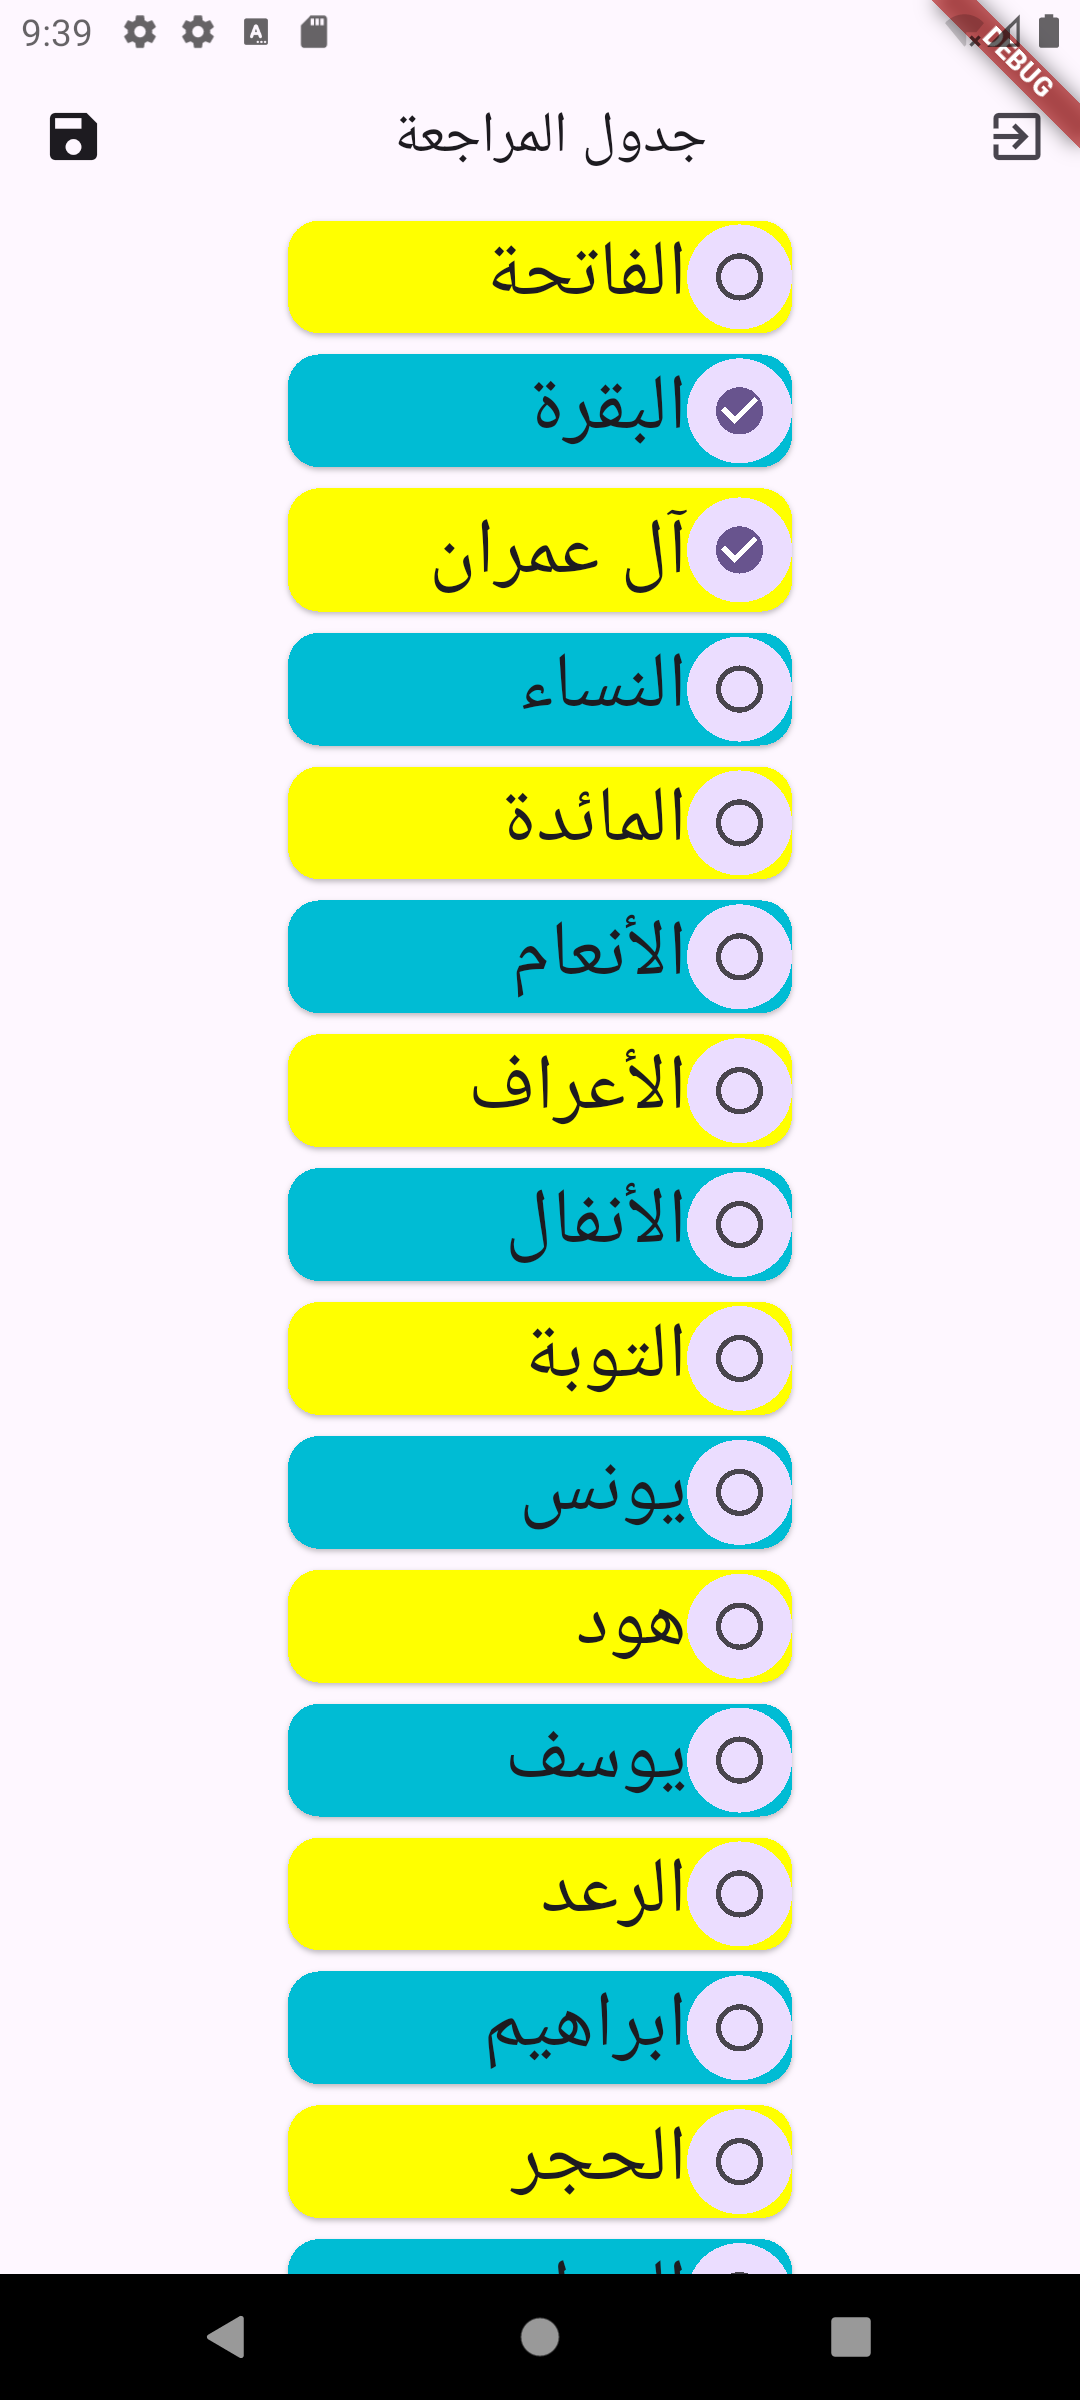 9:39
DEBUG
جدول المراجعة
الفاتحة
البقرة
آل عمران
النساء
المائدة
الأنعام
الأعراف
الأنفال
التوبة
يونس
هود
يوسف
الرعد
ابراهيم
الحجر